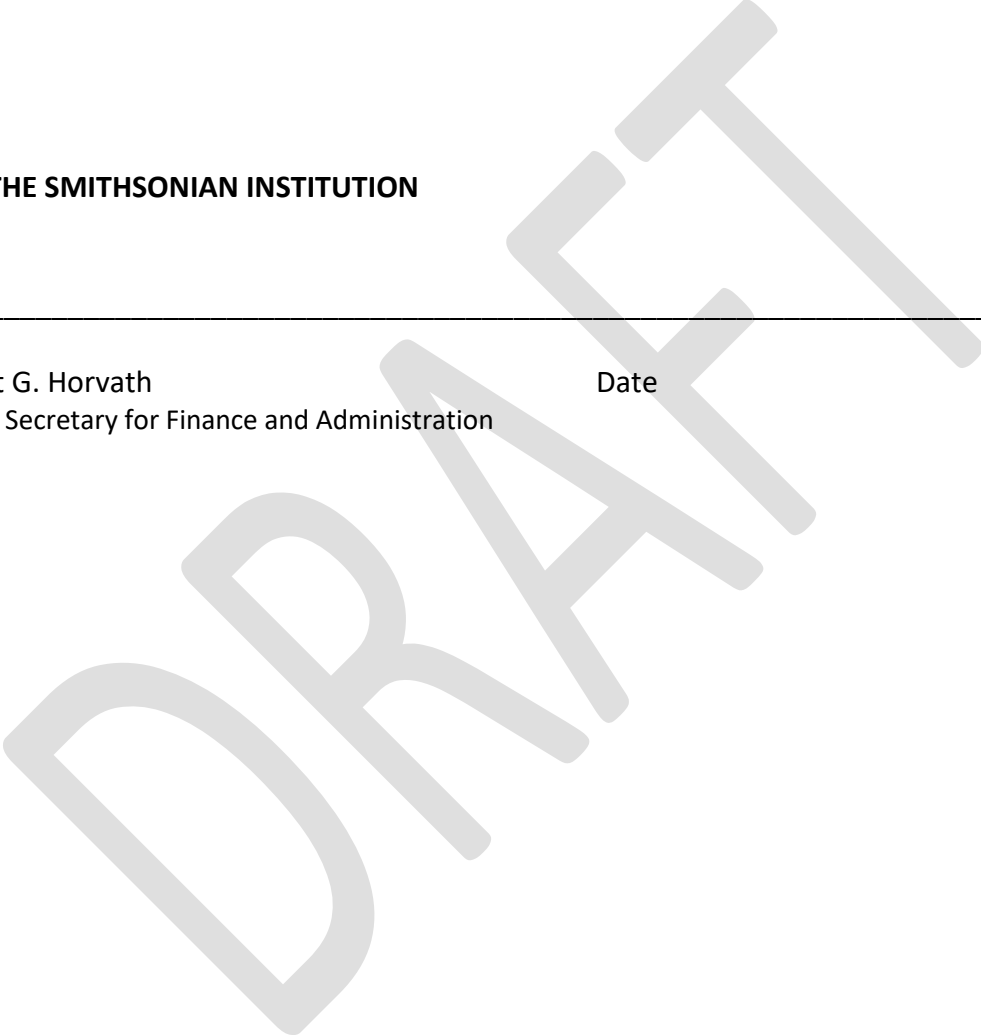 THE SMITHSONIAN INSTITUTION
t G. Horvath Date
Secretary for Finance and Administration
DRAFT